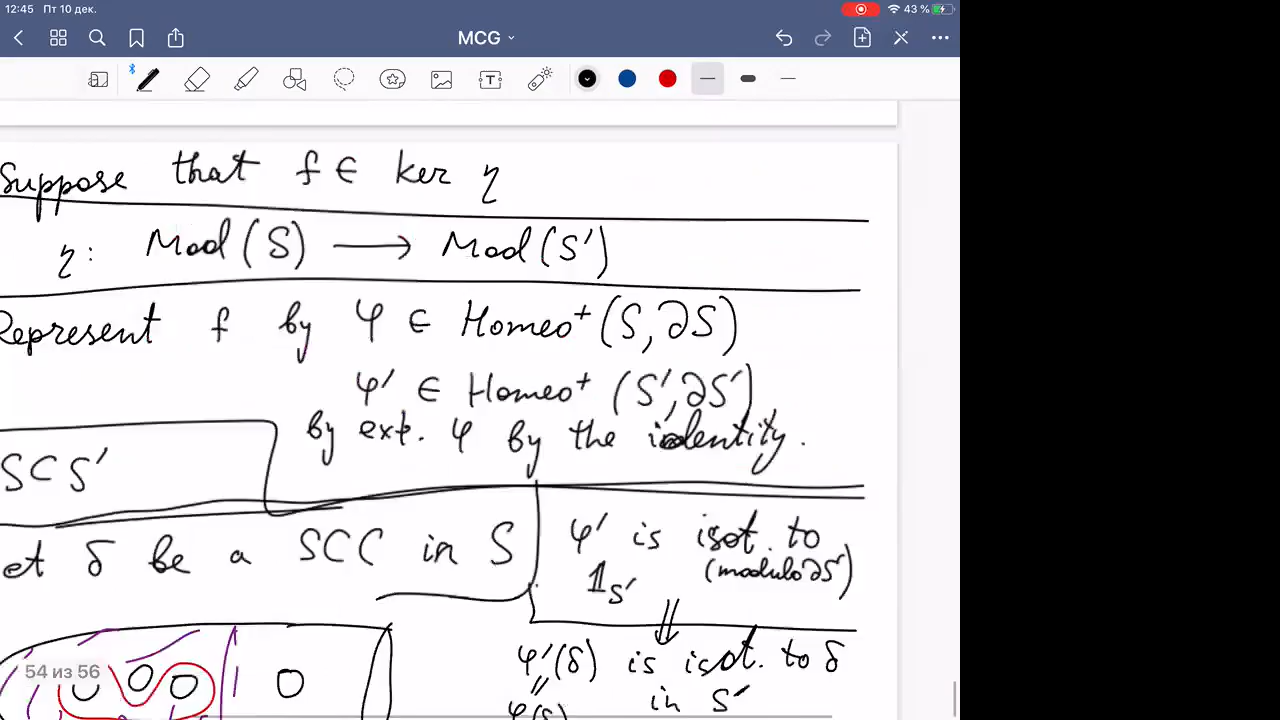 12:45 Пт 10 дек.
43 %
MCG
Suppose that f ∈ ker η
η: Mod(S) ⟶ Mod(S')
Represent f by φ ∈ Homeo⁺(S,∂S)
φ' ∈ Homeo⁺(S',∂S')
by ext. φ by the identity.
S⊂S'
et δ be a SCC in S
φ' is isot. to
𝟙_S' (modulo ∂S')
⇓
φ'(δ) is isot. to δ
in S'
φ(δ)
54 из 56